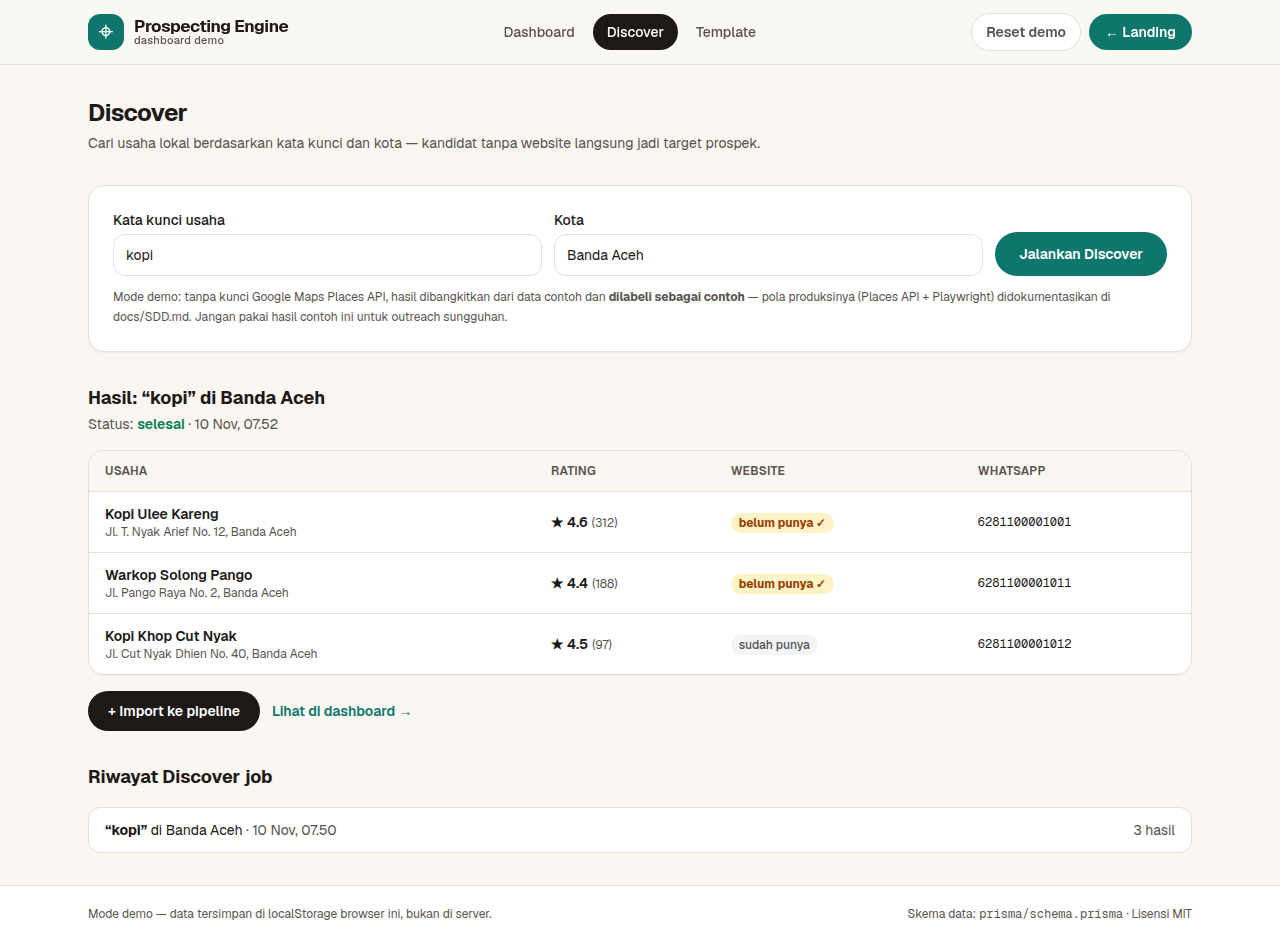 Prospecting Engine
dashboard demo
Dashboard
Discover
Template
Reset demo
← Landing
Discover
Cari usaha lokal berdasarkan kata kunci dan kota — kandidat tanpa website langsung jadi target prospek.
Kata kunci usaha
Kota
kopi
Banda Aceh
Jalankan Discover
Mode demo: tanpa kunci Google Maps Places API, hasil dibangkitkan dari data contoh dan dilabeli sebagai contoh — pola produksinya (Places API + Playwright) didokumentasikan di
docs/SDD.md. Jangan pakai hasil contoh ini untuk outreach sungguhan.
Hasil: “kopi” di Banda Aceh
Status: selesai · 10 Nov, 07.52
USAHA RATING WEBSITE WHATSAPP
Kopi Ulee Kareng
Jl. T. Nyak Arief No. 12, Banda Aceh
★ 4.6 (312)
belum punya ✓
6281100001001
Warkop Solong Pango
Jl. Pango Raya No. 2, Banda Aceh
★ 4.4 (188)
belum punya ✓
6281100001011
Kopi Khop Cut Nyak
Jl. Cut Nyak Dhien No. 40, Banda Aceh
★ 4.5 (97)
sudah punya
6281100001012
+ Import ke pipeline
Lihat di dashboard →
Riwayat Discover job
“kopi” di Banda Aceh · 10 Nov, 07.50
3 hasil
Mode demo — data tersimpan di localStorage browser ini, bukan di server.
Skema data: prisma/schema.prisma · Lisensi MIT